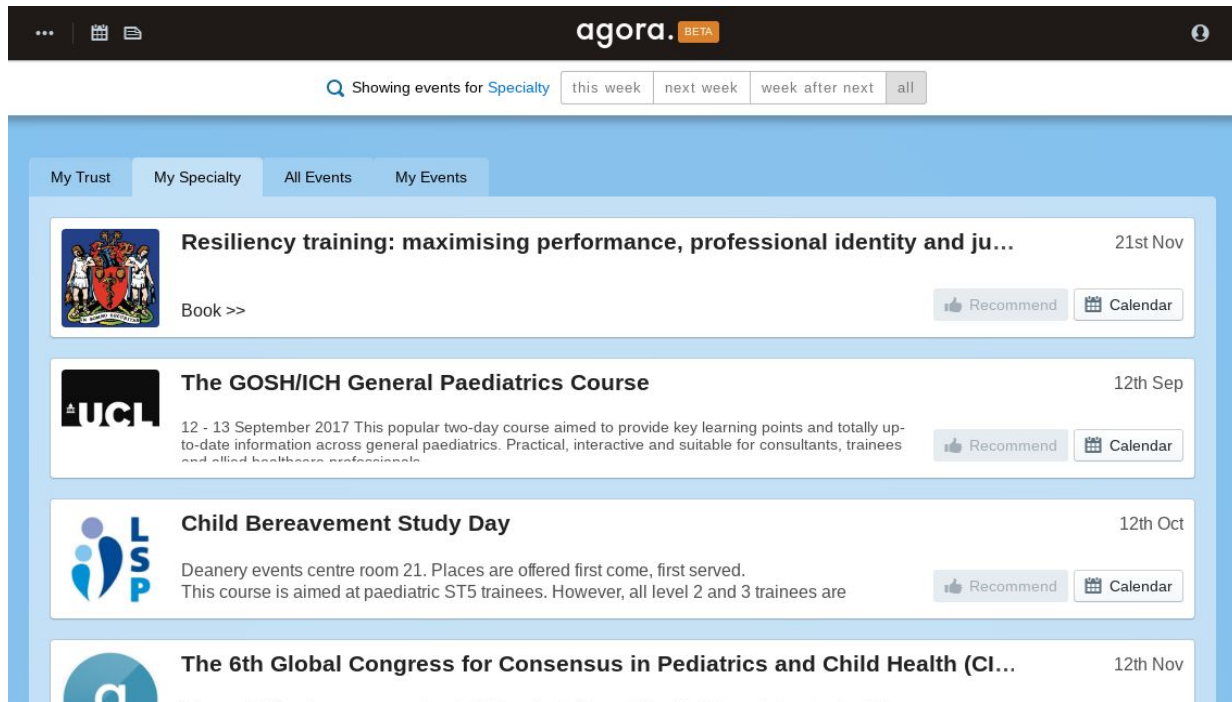 agora. BETA
Showing events for Specialty this week next week week after next all
My Trust My Specialty All Events My Events
Resiliency training: maximising performance, professional identity and ju...
21st Nov
Book >>
Recommend Calendar
UCL
The GOSH/ICH General Paediatrics Course
12th Sep
12 - 13 September 2017 This popular two-day course aimed to provide key learning points and totally up-
to-date information across general paediatrics. Practical, interactive and suitable for consultants, trainees
and allied healthcare professionals
Recommend Calendar
LSP
Child Bereavement Study Day
12th Oct
Deanery events centre room 21. Places are offered first come, first served.
This course is aimed at paediatric ST5 trainees. However, all level 2 and 3 trainees are
Recommend Calendar
The 6th Global Congress for Consensus in Pediatrics and Child Health (CI...
12th Nov